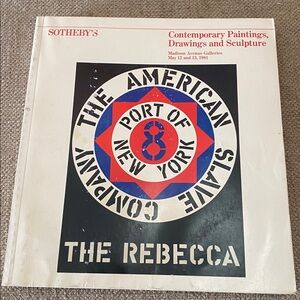 SOTHEBY'S
Contemporary Paintings,
Drawings and Sculpture
Madison Avenue Galleries
May 12 and 13, 1981
THE AMERICAN SLAVE COMPANY
PORT OF
8
NEW YORK
THE REBECCA